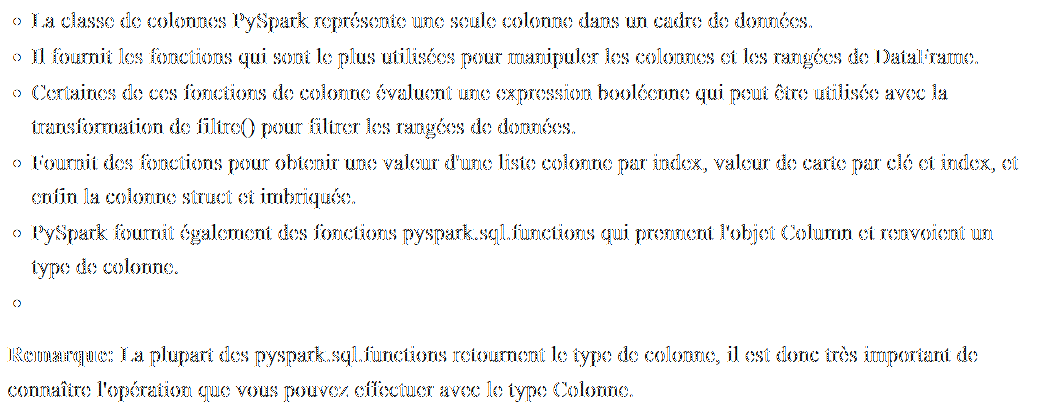 La classe de colonnes PySpark représente une seule colonne dans un cadre de données.
Il fournit les fonctions qui sont le plus utilisées pour manipuler les colonnes et les rangées de DataFrame.
Certaines de ces fonctions de colonne évaluent une expression booléenne qui peut être utilisée avec la
transformation de filtre() pour filtrer les rangées de données.
Fournit des fonctions pour obtenir une valeur d'une liste colonne par index, valeur de carte par clé et index, et
enfin la colonne struct et imbriquée.
PySpark fournit également des fonctions pyspark.sql.functions qui prennent l'objet Column et renvoient un
type de colonne.
Remarque: La plupart des pyspark.sql.functions retournent le type de colonne, il est donc très important de
connaître l'opération que vous pouvez effectuer avec le type Colonne.